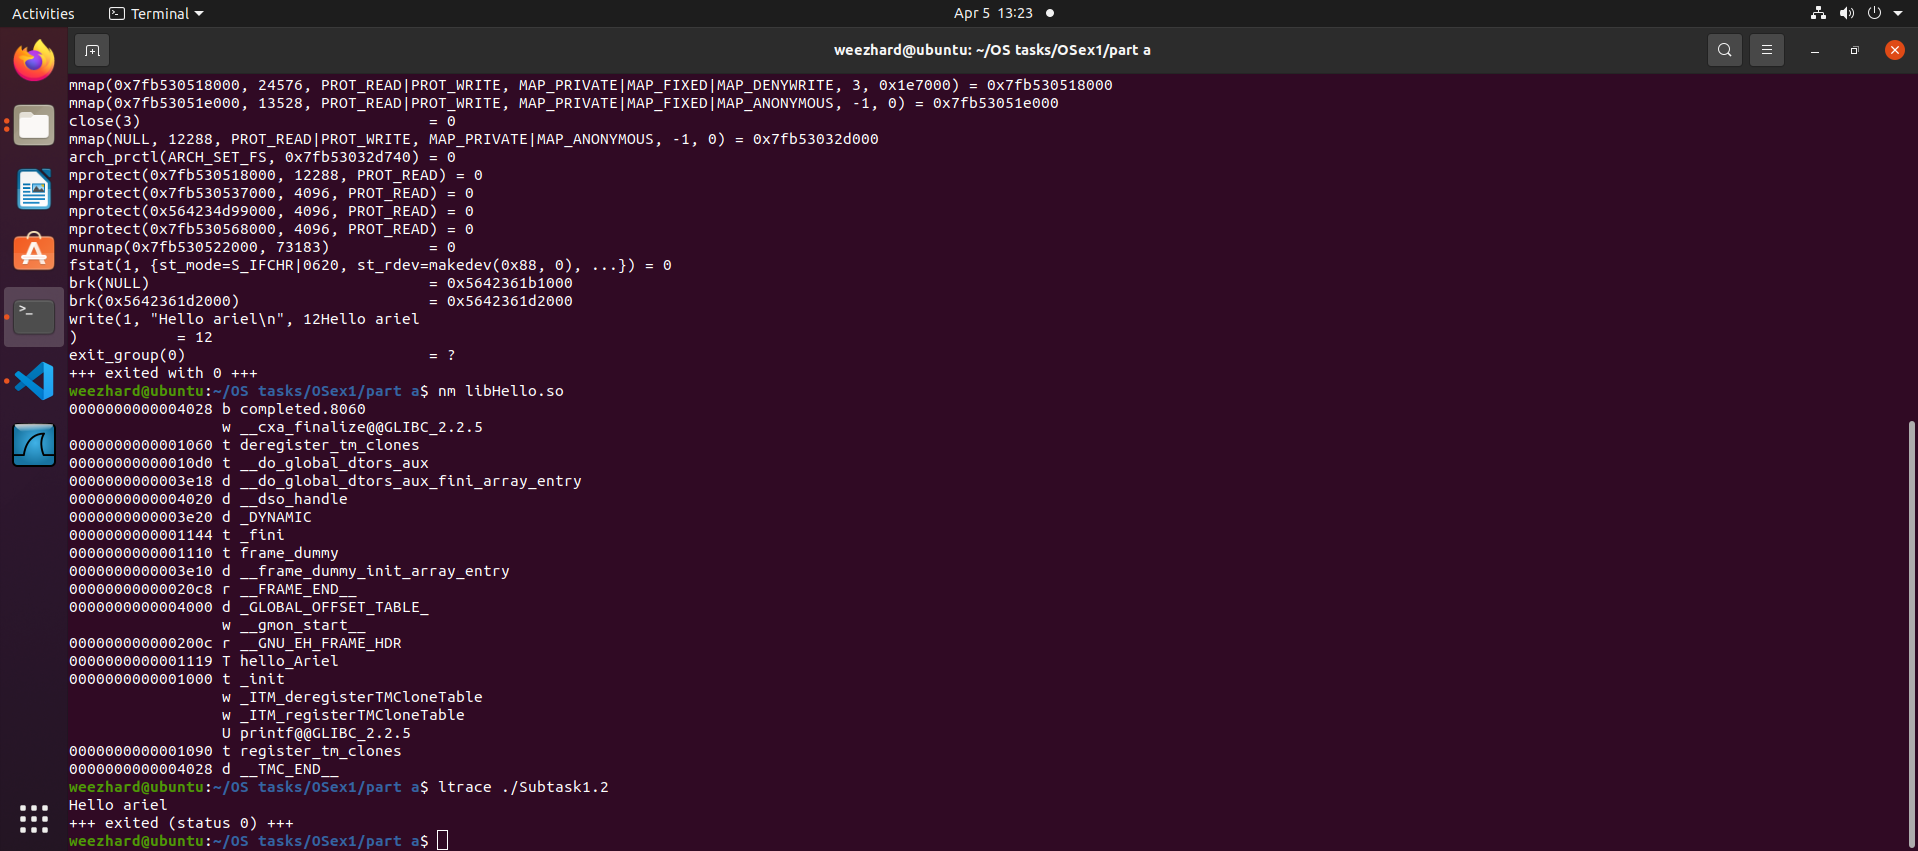 Activities
Terminal
Apr 5 13:23
weezhard@ubuntu: ~/OS tasks/OSex1/part a
mmap(0x7fb530518000, 24576, PROT_READ|PROT_WRITE, MAP_PRIVATE|MAP_FIXED|MAP_DENYWRITE, 3, 0x1e7000) = 0x7fb530518000
mmap(0x7fb53051e000, 13528, PROT_READ|PROT_WRITE, MAP_PRIVATE|MAP_FIXED|MAP_ANONYMOUS, -1, 0) = 0x7fb53051e000
close(3)                                = 0
mmap(NULL, 12288, PROT_READ|PROT_WRITE, MAP_PRIVATE|MAP_ANONYMOUS, -1, 0) = 0x7fb53032d000
arch_prctl(ARCH_SET_FS, 0x7fb53032d740) = 0
mprotect(0x7fb530518000, 12288, PROT_READ) = 0
mprotect(0x7fb530537000, 4096, PROT_READ) = 0
mprotect(0x564234d99000, 4096, PROT_READ) = 0
mprotect(0x7fb530568000, 4096, PROT_READ) = 0
munmap(0x7fb530522000, 73183)           = 0
fstat(1, {st_mode=S_IFCHR|0620, st_rdev=makedev(0x88, 0), ...}) = 0
brk(NULL)                               = 0x5642361b1000
brk(0x5642361d2000)                     = 0x5642361d2000
write(1, "Hello ariel\n", 12Hello ariel
)           = 12
exit_group(0)                           = ?
+++ exited with 0 +++
weezhard@ubuntu:~/OS tasks/OSex1/part a$ nm libHello.so
0000000000004028 b completed.8060
                 w __cxa_finalize@@GLIBC_2.2.5
0000000000001060 t deregister_tm_clones
00000000000010d0 t __do_global_dtors_aux
0000000000003e18 d __do_global_dtors_aux_fini_array_entry
0000000000004020 d __dso_handle
0000000000003e20 d _DYNAMIC
0000000000001144 t _fini
0000000000001110 t frame_dummy
0000000000003e10 d __frame_dummy_init_array_entry
00000000000020c8 r __FRAME_END__
0000000000004000 d _GLOBAL_OFFSET_TABLE_
                 w __gmon_start__
000000000000200c r __GNU_EH_FRAME_HDR
0000000000001119 T hello_Ariel
0000000000001000 t _init
                 w _ITM_deregisterTMCloneTable
                 w _ITM_registerTMCloneTable
                 U printf@@GLIBC_2.2.5
0000000000001090 t register_tm_clones
0000000000004028 d __TMC_END__
weezhard@ubuntu:~/OS tasks/OSex1/part a$ ltrace ./Subtask1.2
Hello ariel
+++ exited (status 0) +++
weezhard@ubuntu:~/OS tasks/OSex1/part a$